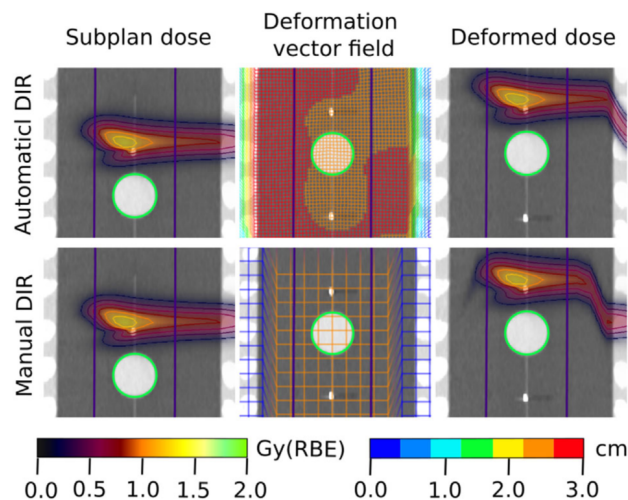 Subplan dose
Deformation
vector field
Deformed dose
Automaticl DIR
Manual DIR
Gy(RBE)
cm
0.0 0.5 1.0 1.5 2.0
0.0 1.0 2.0 3.0